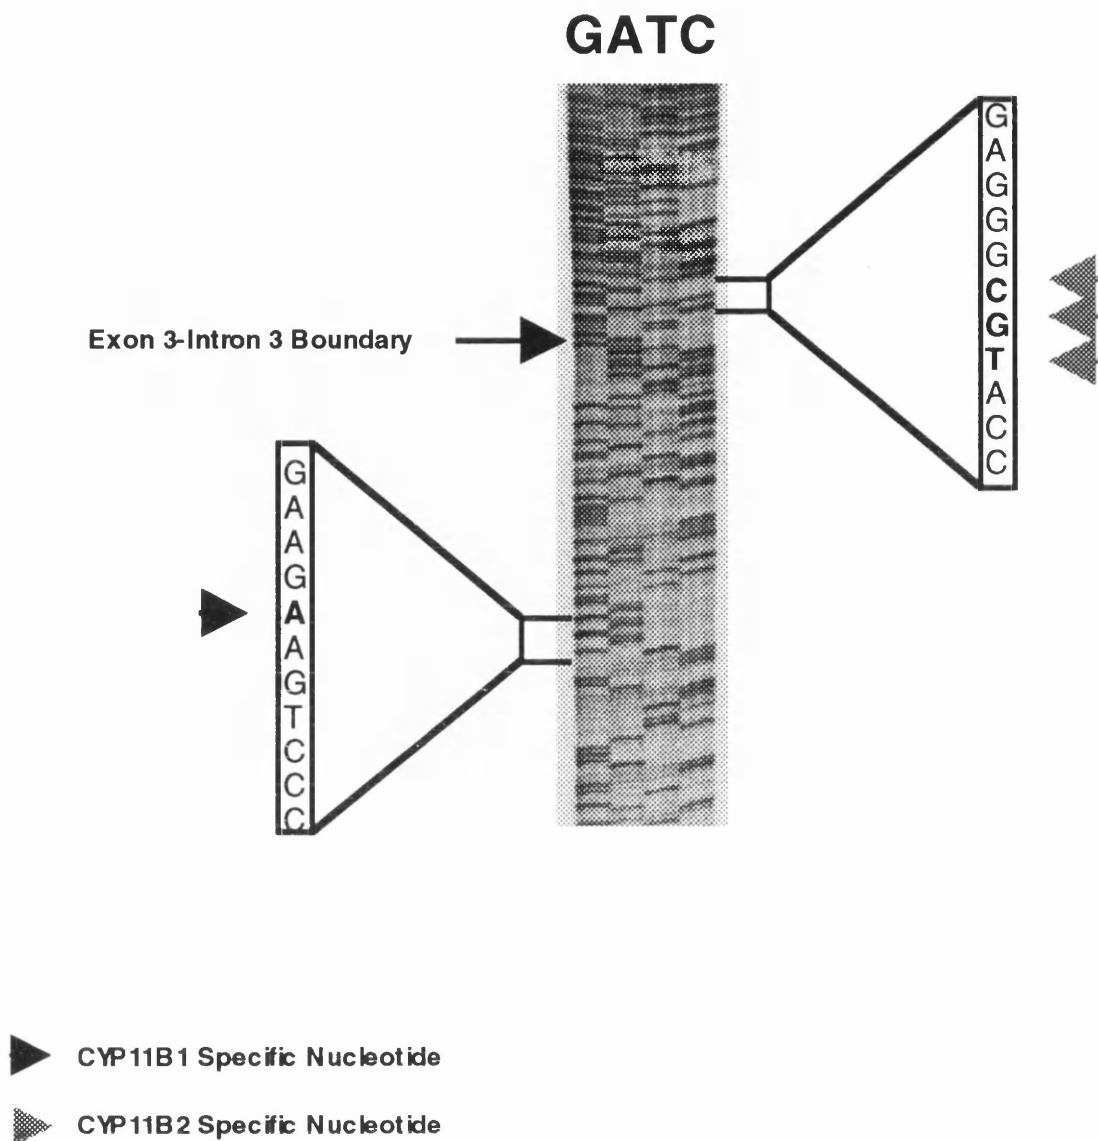 GATC
G
A
G
G
G
C
G
T
A
C
C
Exon 3-Intron 3 Boundary
G
A
A
G
A
A
G
T
C
C
C
CYP11B1 Specific Nucleotide
CYP11B2 Specific Nucleotide